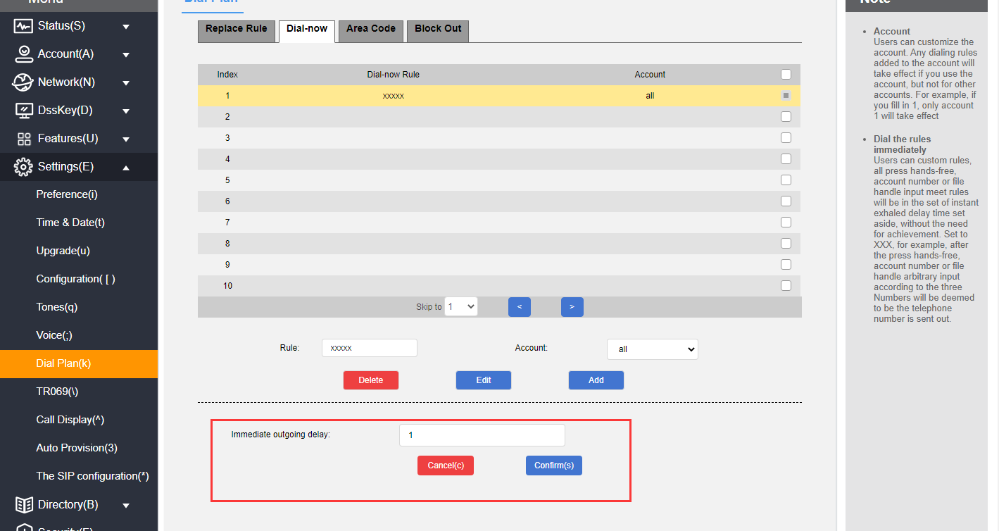 Menu
Status(S)
Account(A)
Network(N)
DssKey(D)
Features(U)
Settings(E)
Preference(i)
Time & Date(t)
Upgrade(u)
Configuration( [ )
Tones(q)
Voice(;)
Dial Plan(k)
TR069(\)
Call Display(^)
Auto Provision(3)
The SIP configuration(*)
Directory(B)
Security(F)
Dial Plan
Replace Rule Dial-now Area Code Block Out
Index Dial-now Rule Account
1 xxxxx all
2
3
4
5
6
7
8
9
10
Skip to 1 < >
Rule: xxxxx Account: all
Delete Edit Add
Immediate outgoing delay: 1
Cancel(c) Confirm(s)
Note
Account
Users can customize the
account. Any dialing rules
added to the account will
take effect if you use the
account, but not for other
accounts. For example, if
you fill in 1, only account
1 will take effect
Dial the rules
immediately
Users can custom rules,
all press hands-free,
account number or file
handle input meet rules
will be in the set of instant
exhaled delay time set
aside, without the need
for achievement. Set to
XXX, for example, after
the press hands-free,
account number or file
handle arbitrary input
according to the three
Numbers will be deemed
to be the telephone
number is sent out.